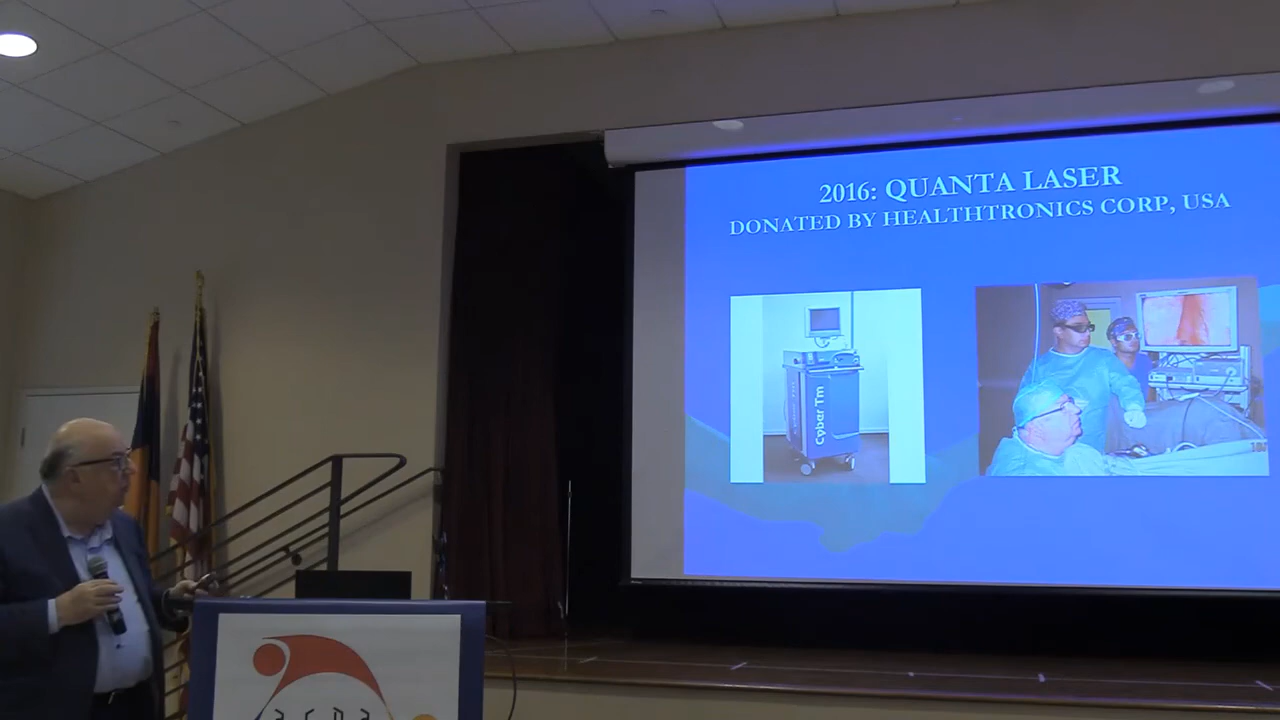 2016: QUANTA LASER
DONATED BY HEALTHTRONICS CORP, USA
Cyber Tm